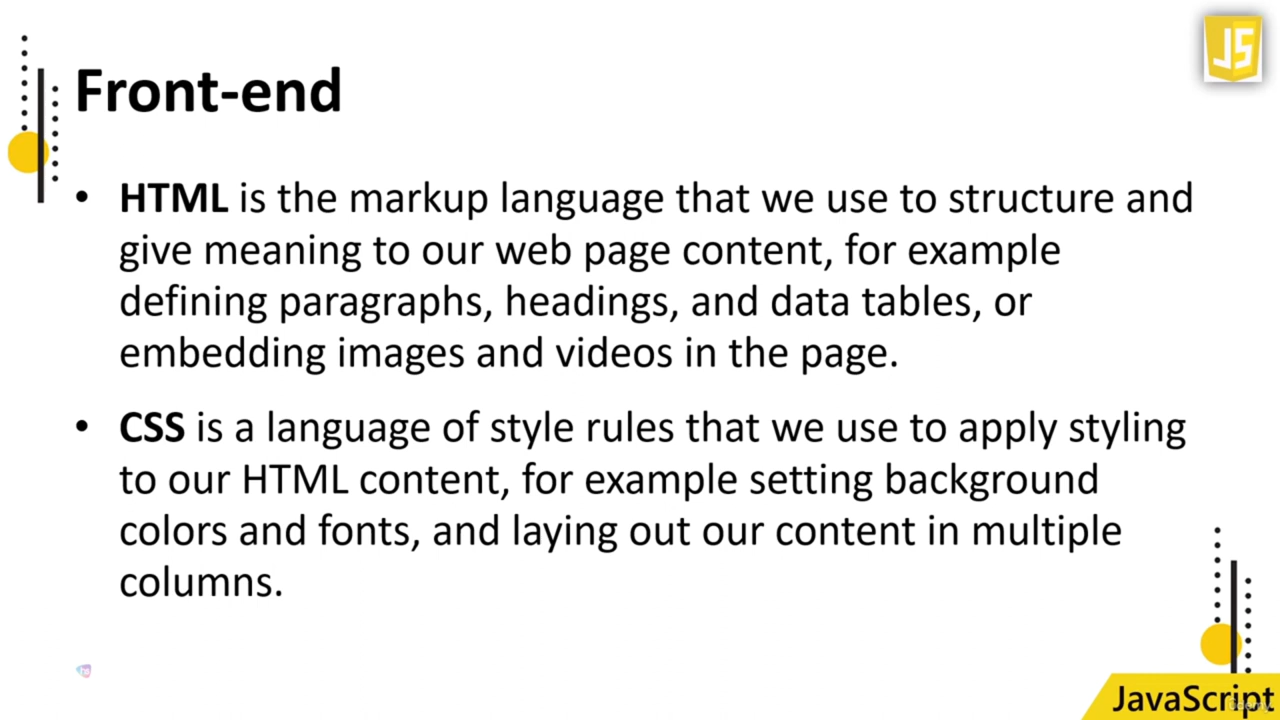 JS
Front-end
• HTML is the markup language that we use to structure and
give meaning to our web page content, for example
defining paragraphs, headings, and data tables, or
embedding images and videos in the page.
• CSS is a language of style rules that we use to apply styling
to our HTML content, for example setting background
colors and fonts, and laying out our content in multiple
columns.
JavaScript
Udemy